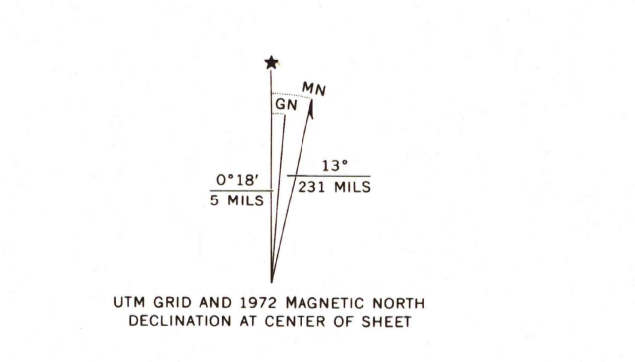 MN
GN
0°18'
5 MILS
13°
231 MILS
UTM GRID AND 1972 MAGNETIC NORTH
DECLINATION AT CENTER OF SHEET